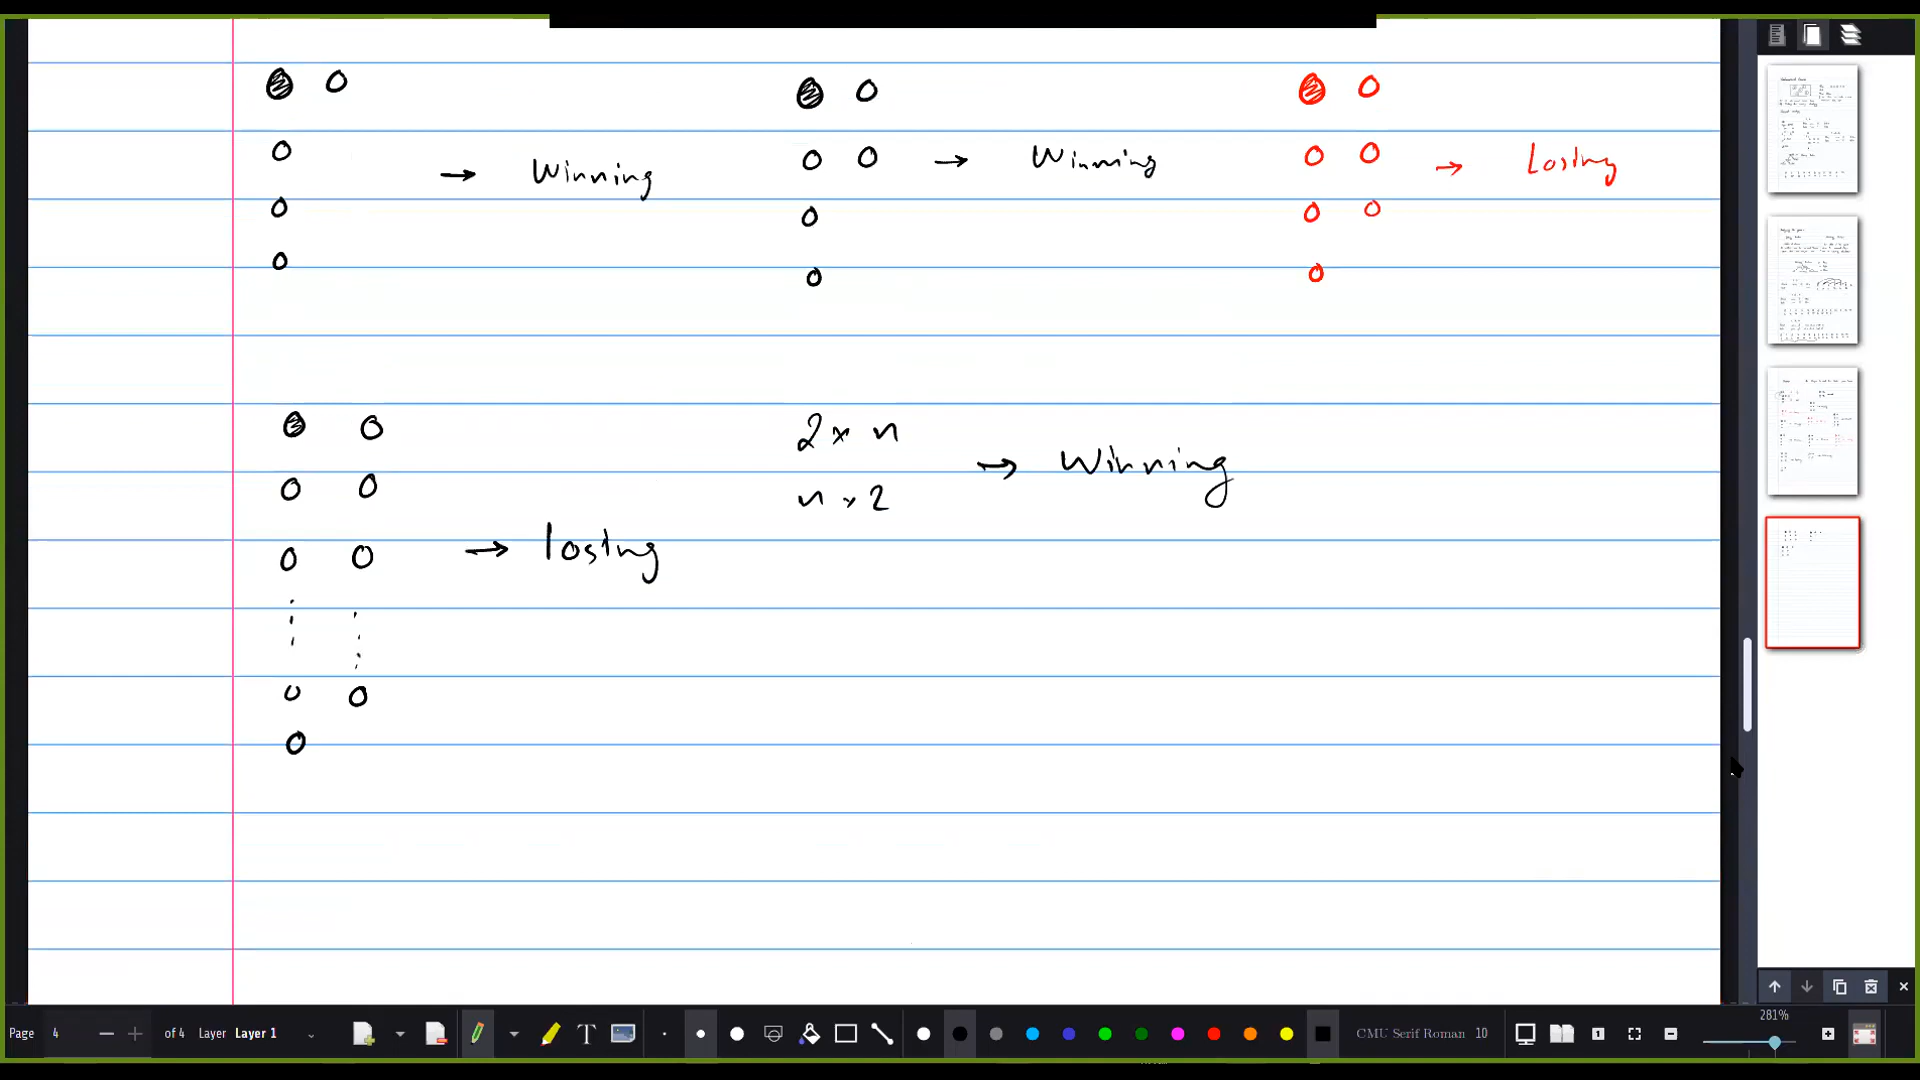 → Winning
→ Winning
→ Losing
→ losing
2 × n
n × 2
→ Winning
Page 4 of 4 Layer Layer 1
CMU Serif Roman 10
281%